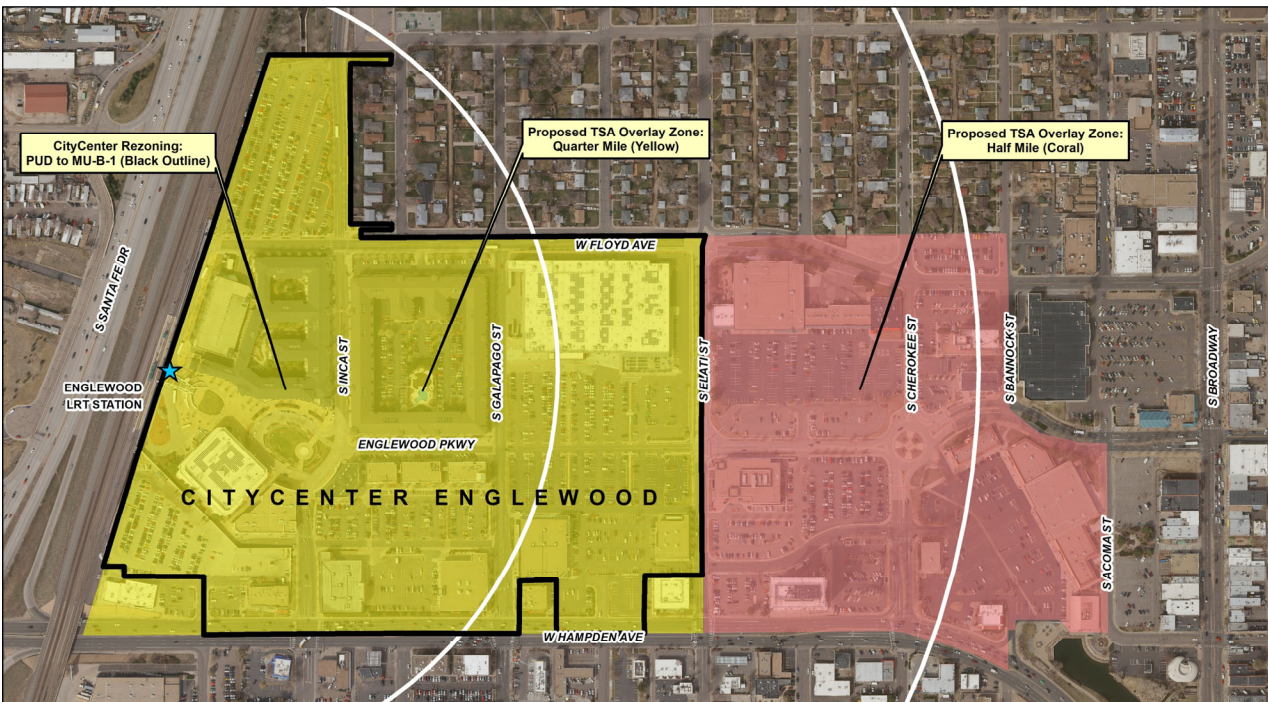 CityCenter Rezoning:
PUD to MU-B-1 (Black Outline)
Proposed TSA Overlay Zone:
Quarter Mile (Yellow)
Proposed TSA Overlay Zone:
Half Mile (Coral)
W FLOYD AVE
S SANTA FE DR
S INCA ST
S GALAPAGO ST
S ELIATI ST
S CHEROKEE ST
S BANNOCK ST
S BROADWAY
ENGLEWOOD
LRT STATION
ENGLEWOOD PKWY
CITYCENTER ENGLEWOOD
S ACOMA ST
W HAMPDEN AVE